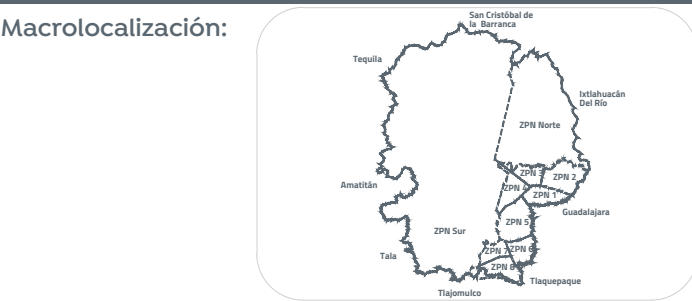 Macrolocalización:
San Cristóbal de
la Barranca
Tequila
Ixtlahuacán
Del Río
ZPN Norte
ZPN 3
ZPN 2
Amatitán
ZPN 4
ZPN 1
Guadalajara
ZPN 5
ZPN Sur
ZPN 7
ZPN 6
Tala
ZPN 8
Tlaquepaque
Tlajomulco